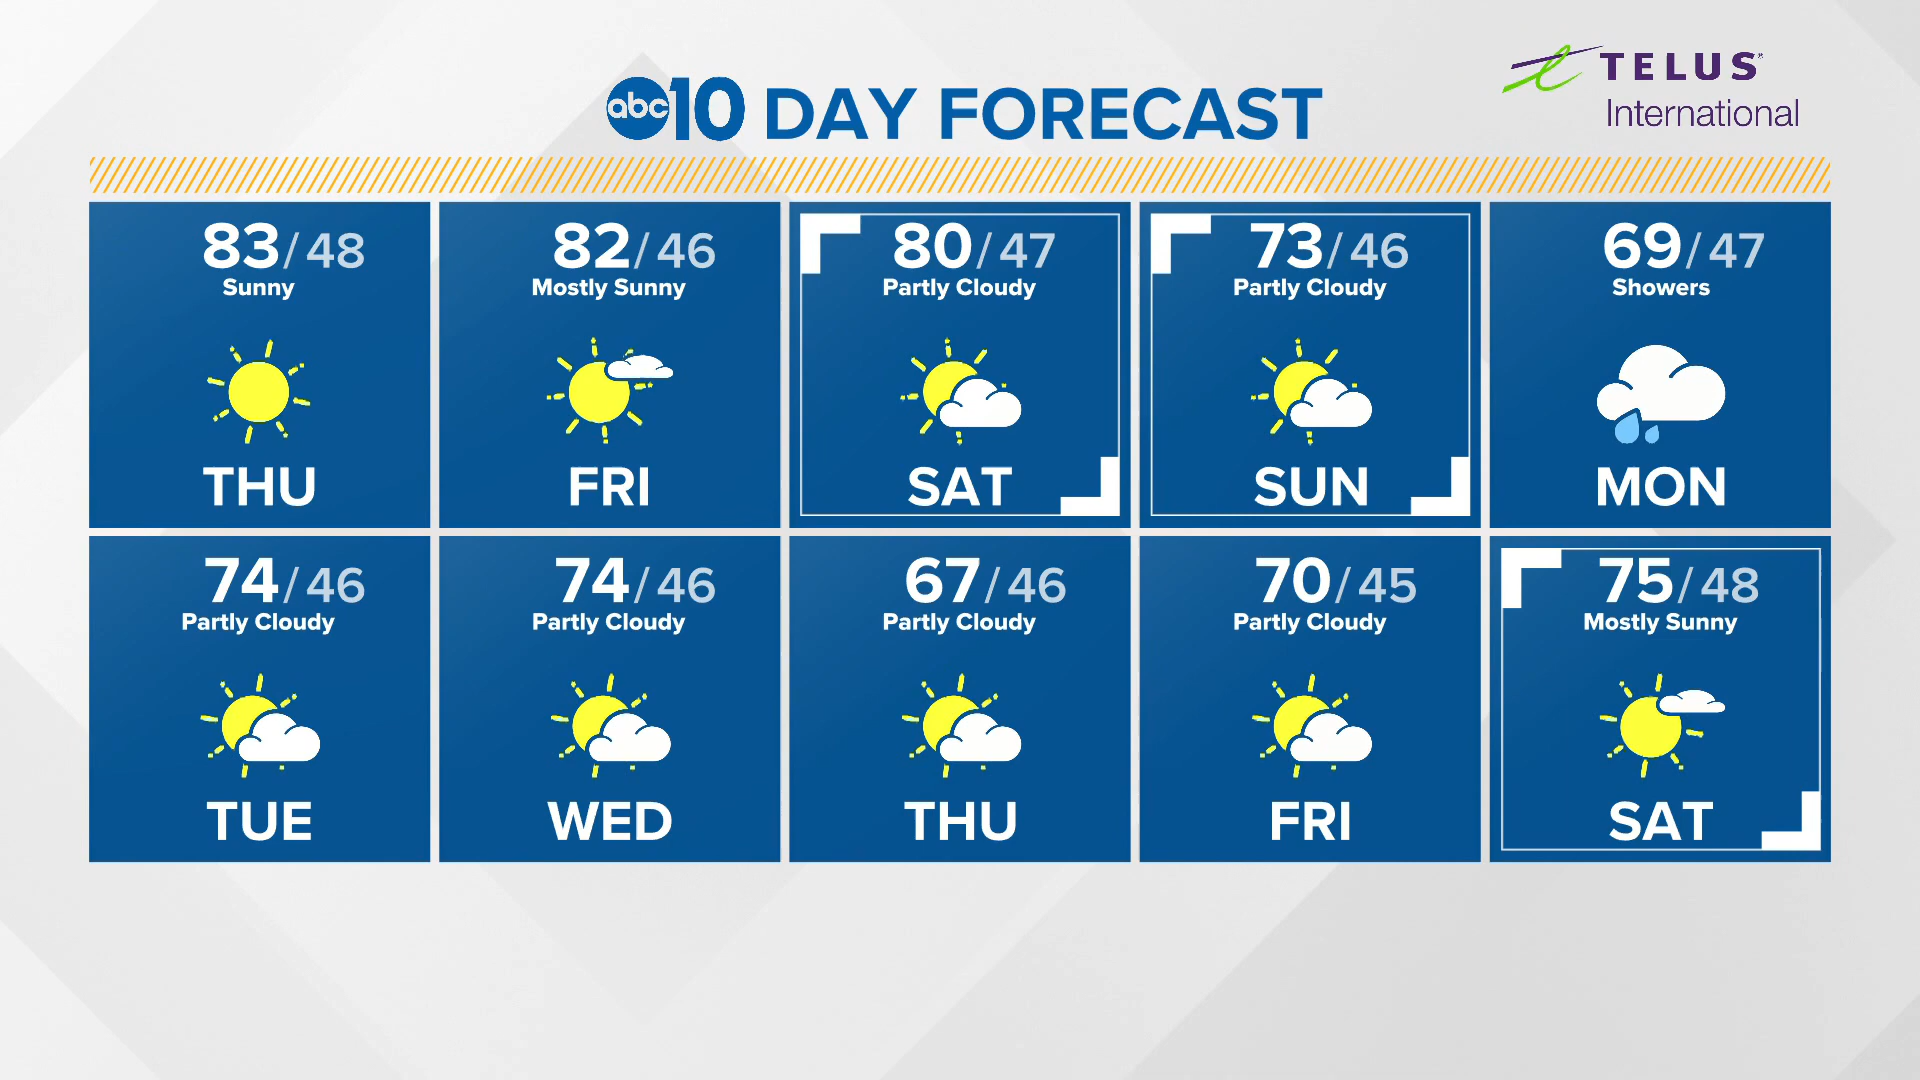 abc10 DAY FORECAST
TELUS®
International
83/48
Sunny
THU
82/46
Mostly Sunny
FRI
80/47
Partly Cloudy
SAT
73/46
Partly Cloudy
SUN
69/47
Showers
MON
74/46
Partly Cloudy
TUE
74/46
Partly Cloudy
WED
67/46
Partly Cloudy
THU
70/45
Partly Cloudy
FRI
75/48
Mostly Sunny
SAT